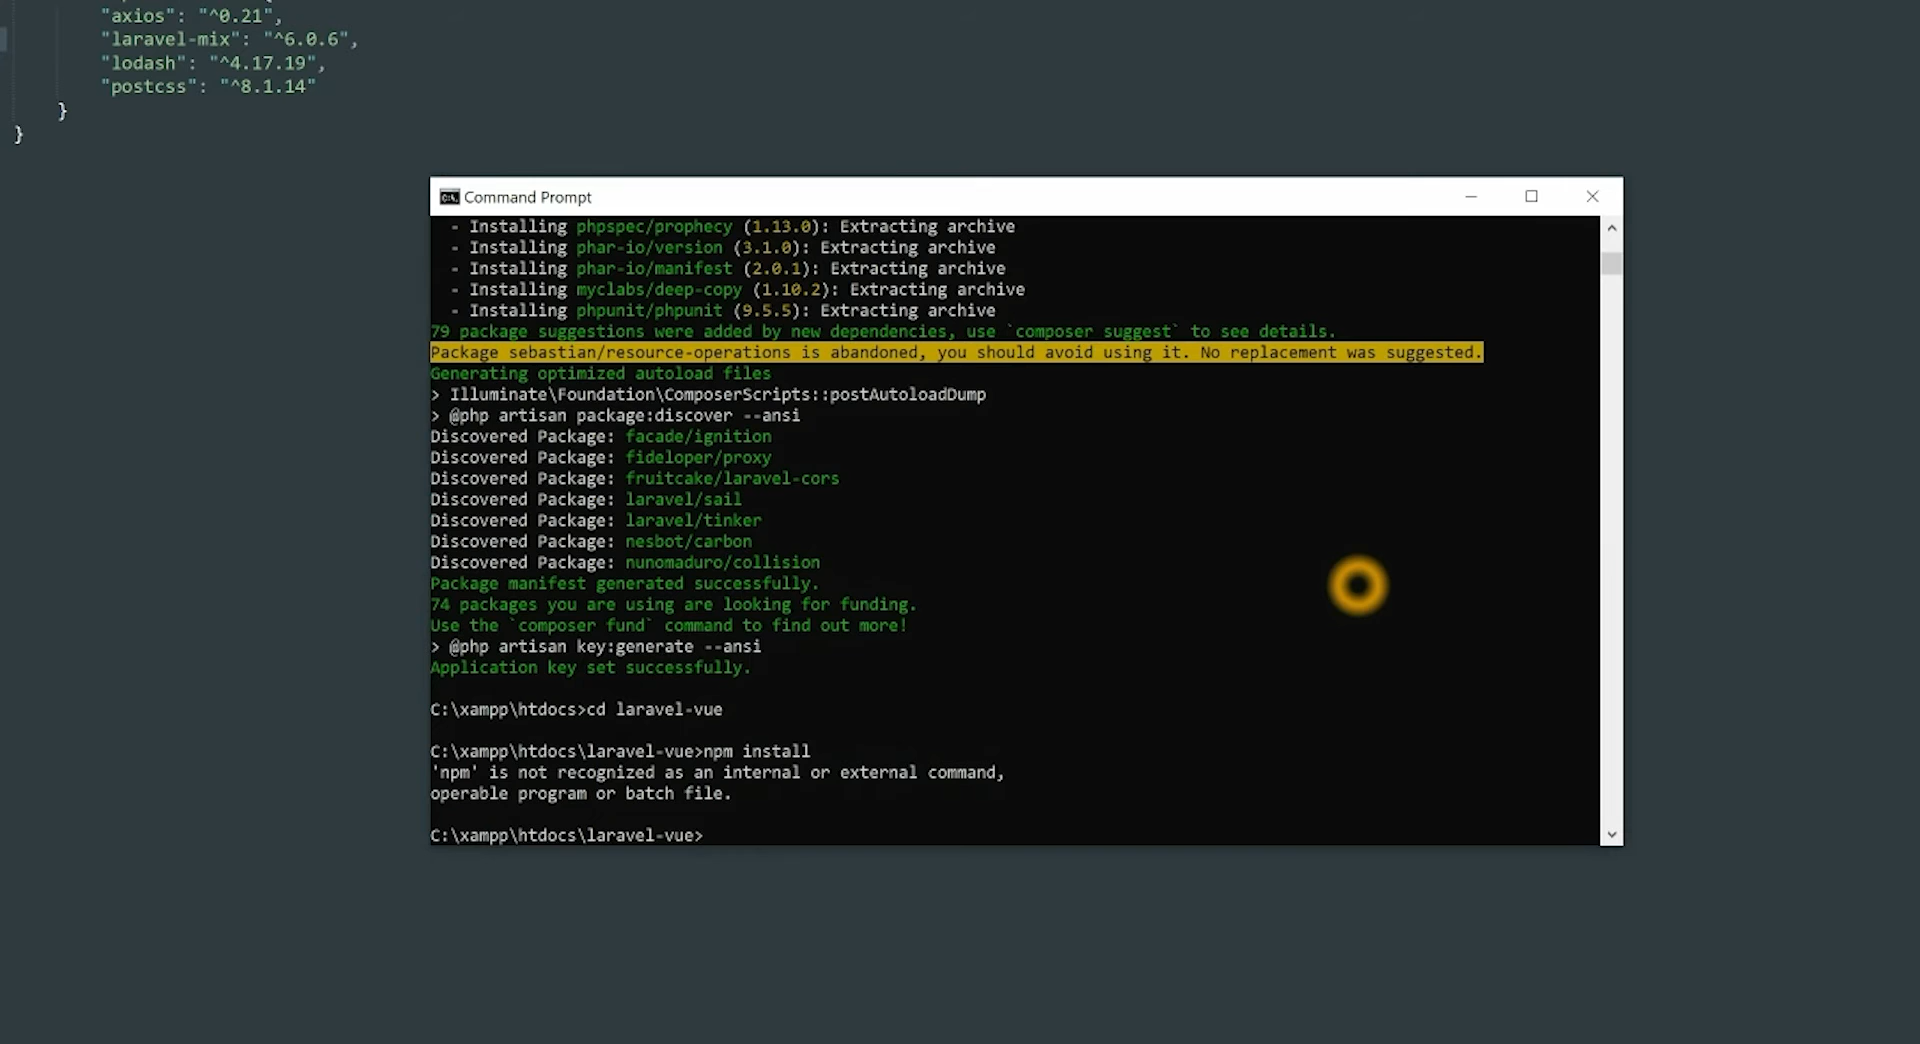 "axios": "^0.21",
"laravel-mix": "^6.0.6",
"lodash": "^4.17.19",
"postcss": "^8.1.14"
}
}
Command Prompt
- Installing phpspec/prophecy (1.13.0): Extracting archive
- Installing phar-io/version (3.1.0): Extracting archive
- Installing phar-io/manifest (2.0.1): Extracting archive
- Installing myclabs/deep-copy (1.10.2): Extracting archive
- Installing phpunit/phpunit (9.5.5): Extracting archive
79 package suggestions were added by new dependencies, use `composer suggest` to see details.
Package sebastian/resource-operations is abandoned, you should avoid using it. No replacement was suggested.
Generating optimized autoload files
> Illuminate\Foundation\ComposerScripts::postAutoloadDump
> @php artisan package:discover --ansi
Discovered Package: facade/ignition
Discovered Package: fideloper/proxy
Discovered Package: fruitcake/laravel-cors
Discovered Package: laravel/sail
Discovered Package: laravel/tinker
Discovered Package: nesbot/carbon
Discovered Package: nunomaduro/collision
Package manifest generated successfully.
74 packages you are using are looking for funding.
Use the `composer fund` command to find out more!
> @php artisan key:generate --ansi
Application key set successfully.
C:\xampp\htdocs>cd laravel-vue
C:\xampp\htdocs\laravel-vue>npm install
'npm' is not recognized as an internal or external command,
operable program or batch file.
C:\xampp\htdocs\laravel-vue>